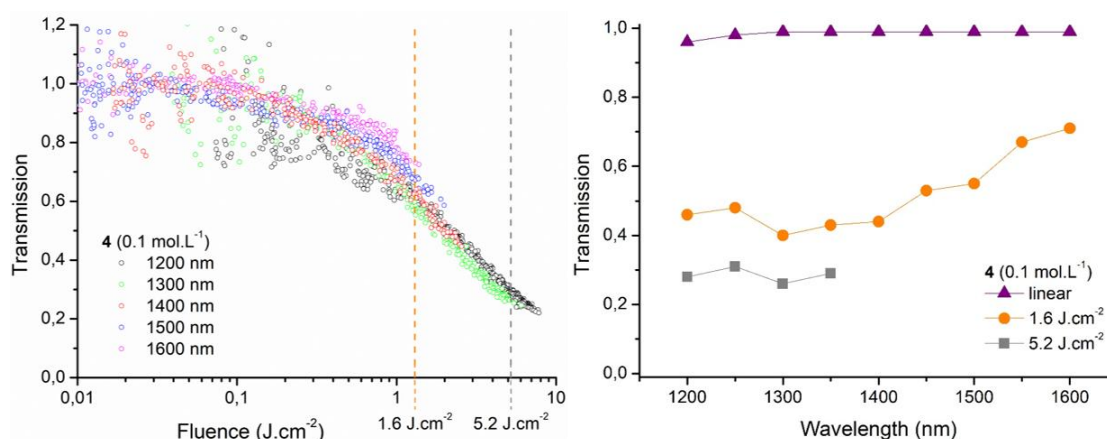 1,2
1,0
0,8
0,6
0,4
0,2
0,0
Transmission
4 (0.1 mol.L⁻¹)
1200 nm
1300 nm
1400 nm
1500 nm
1600 nm
0,01 0,1 1 10
1.6 J.cm⁻² 5.2 J.cm⁻²
Fluence (J.cm⁻²)
1,0
0,8
0,6
0,4
0,2
0,0
Transmission
4 (0.1 mol.L⁻¹)
linear
1.6 J.cm⁻²
5.2 J.cm⁻²
1200 1300 1400 1500 1600
Wavelength (nm)